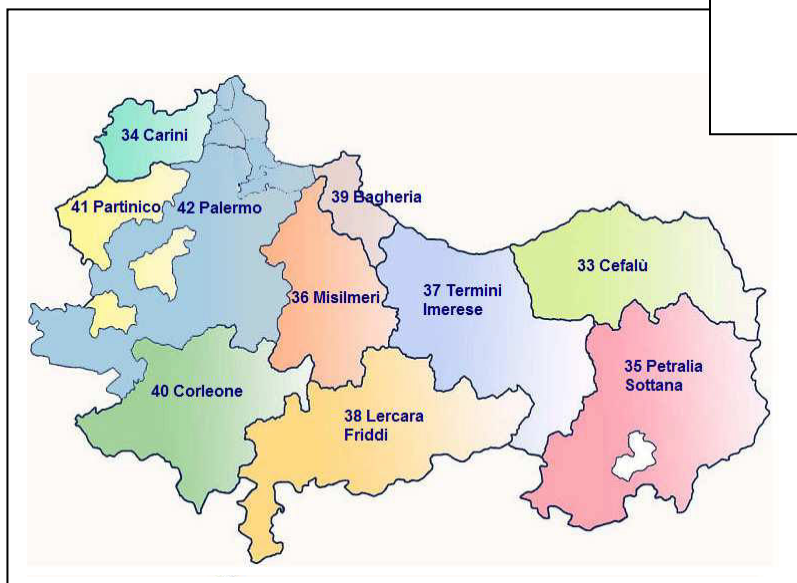 34 Carini
39 Bagheria
41 Partinico
42 Palermo
33 Cefalù
36 Misilmeri
37 Termini
Imerese
35 Petralia
Sottana
40 Corleone
38 Lercara
Friddi